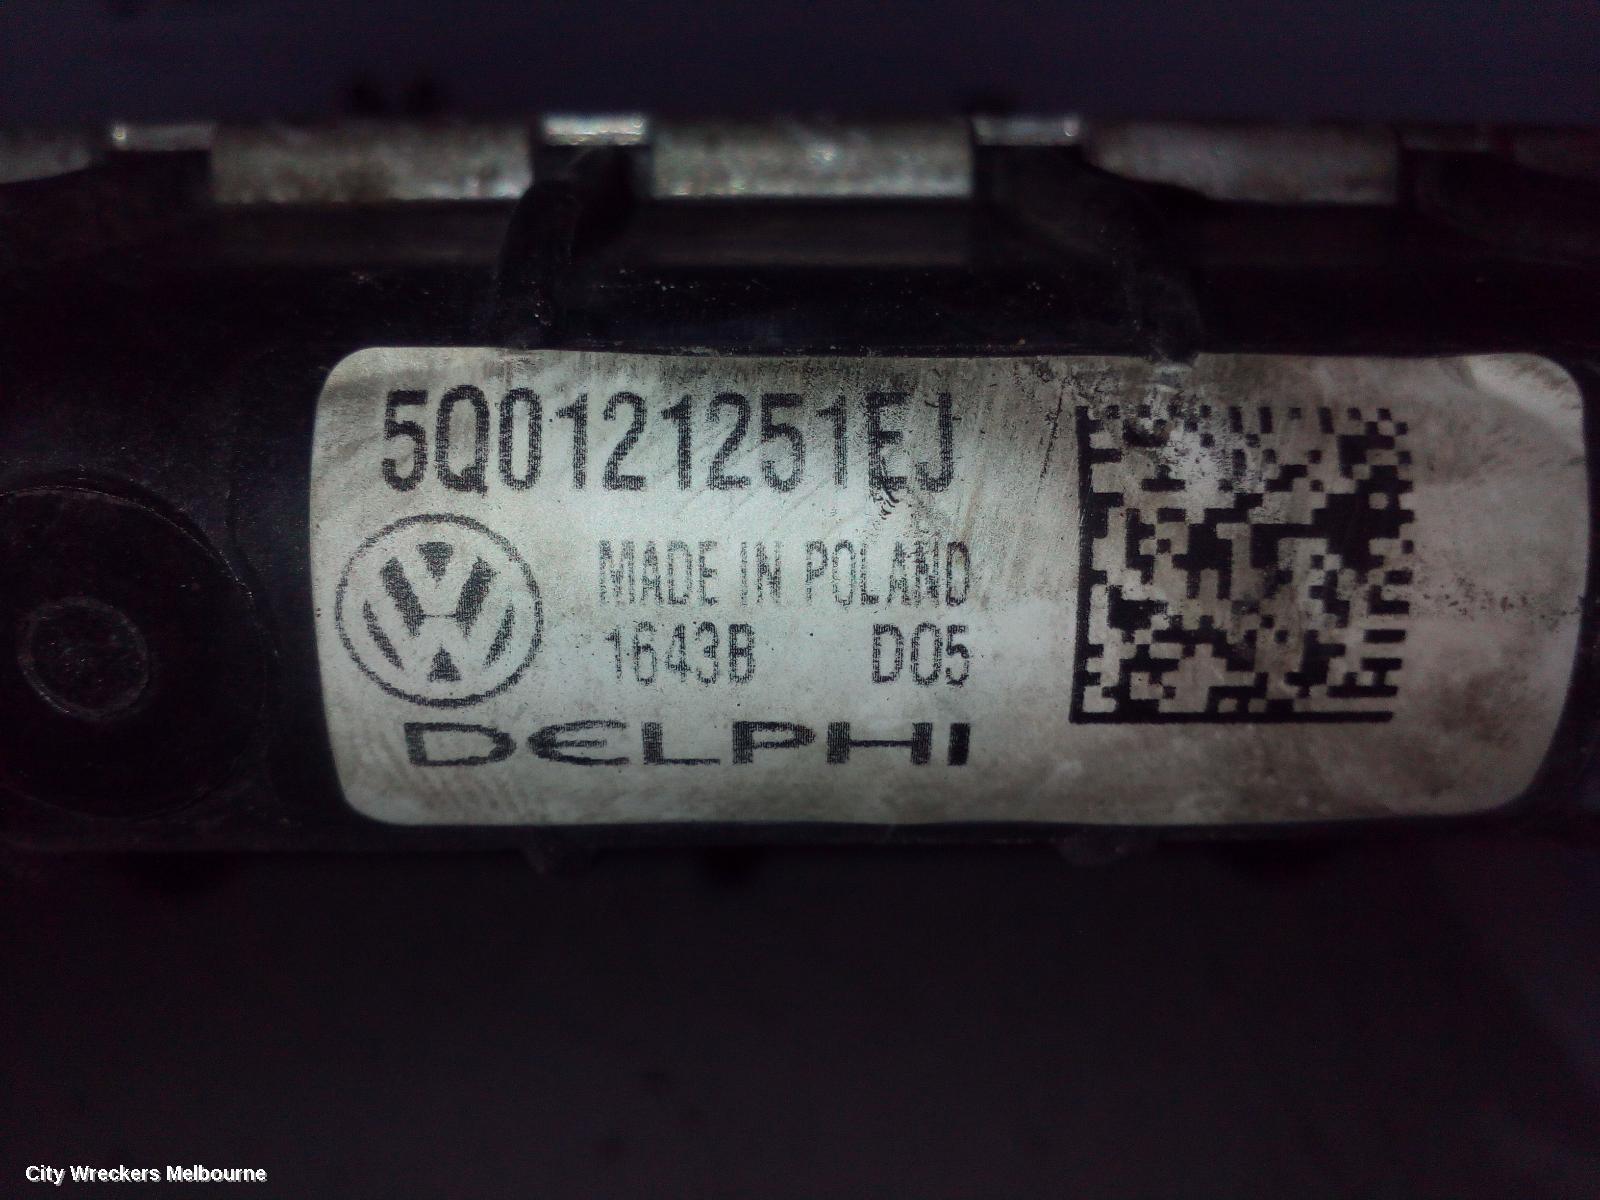 5Q0121251EJ
MADE IN POLAND
1643B D05
DELPHI
City Wreckers Melbourne